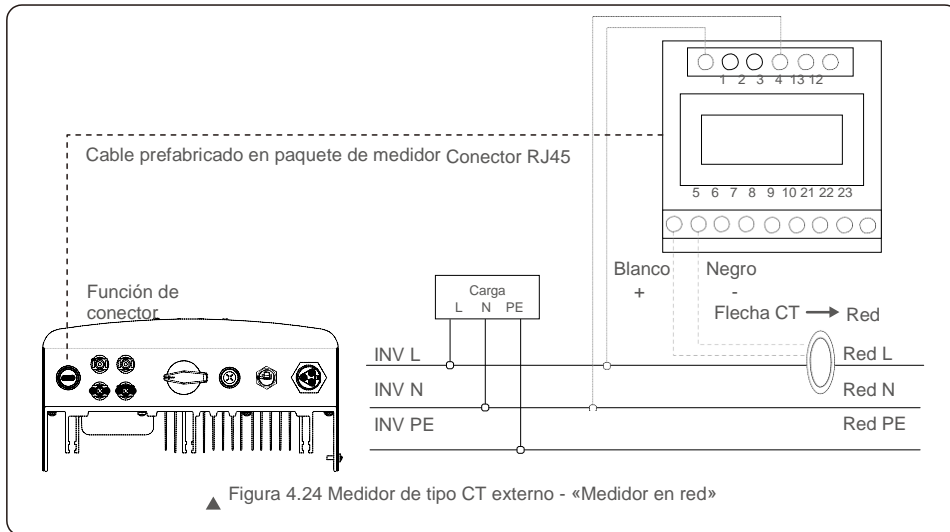 1 2 3 4 13 12
Cable prefabricado en paquete de medidor Conector RJ45
5 6 7 8 9 10 21 22 23
Blanco Negro
+ -
Flecha CT → Red
Carga
L N PE
Función de
conector
INV L Red L
INV N Red N
INV PE Red PE
▲ Figura 4.24 Medidor de tipo CT externo - «Medidor en red»